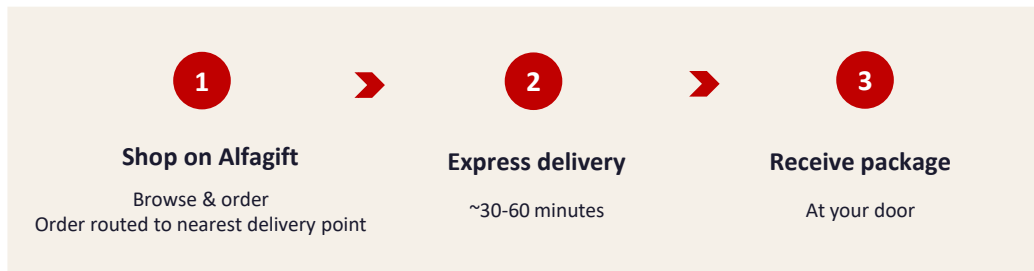 1
Shop on Alfagift
Browse & order
Order routed to nearest delivery point
2
Express delivery
~30-60 minutes
3
Receive package
At your door